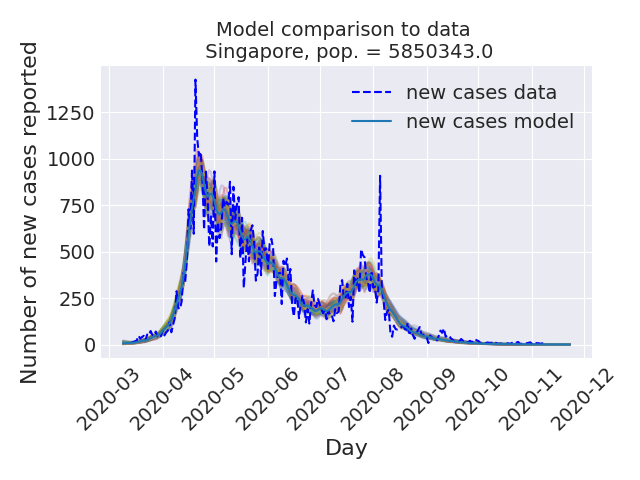 Model comparison to data
Singapore, pop. = 5850343.0
Number of new cases reported
1250
1000
750
500
250
0
new cases data
new cases model
2020-03
2020-04
2020-05
2020-06
2020-07
2020-08
2020-09
2020-10
2020-11
2020-12
Day